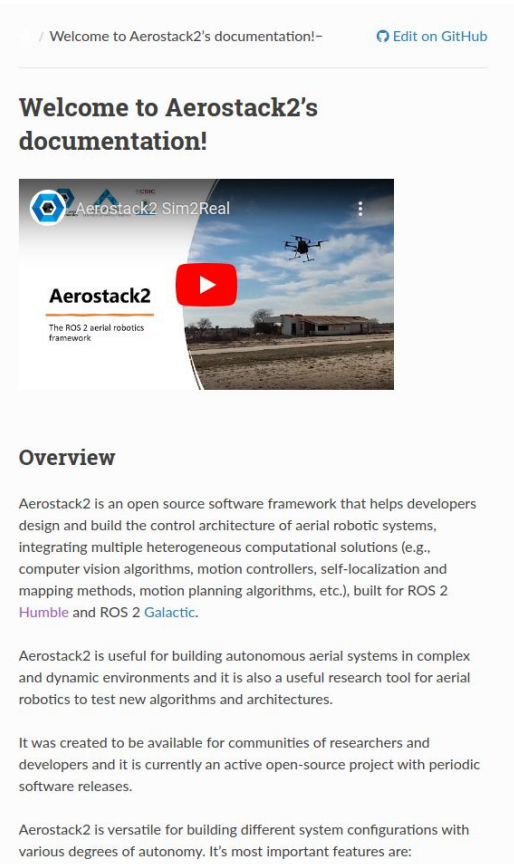 / Welcome to Aerostack2's documentation!–
Edit on GitHub
Welcome to Aerostack2's
documentation!
CSIC
Aerostack2 Sim2Real
Aerostack2
The ROS 2 aerial robotics
framework
Overview
Aerostack2 is an open source software framework that helps developers
design and build the control architecture of aerial robotic systems,
integrating multiple heterogeneous computational solutions (e.g.,
computer vision algorithms, motion controllers, self-localization and
mapping methods, motion planning algorithms, etc.), built for ROS 2
Humble and ROS 2 Galactic.
Aerostack2 is useful for building autonomous aerial systems in complex
and dynamic environments and it is also a useful research tool for aerial
robotics to test new algorithms and architectures.
It was created to be available for communities of researchers and
developers and it is currently an active open-source project with periodic
software releases.
Aerostack2 is versatile for building different system configurations with
various degrees of autonomy. It's most important features are: